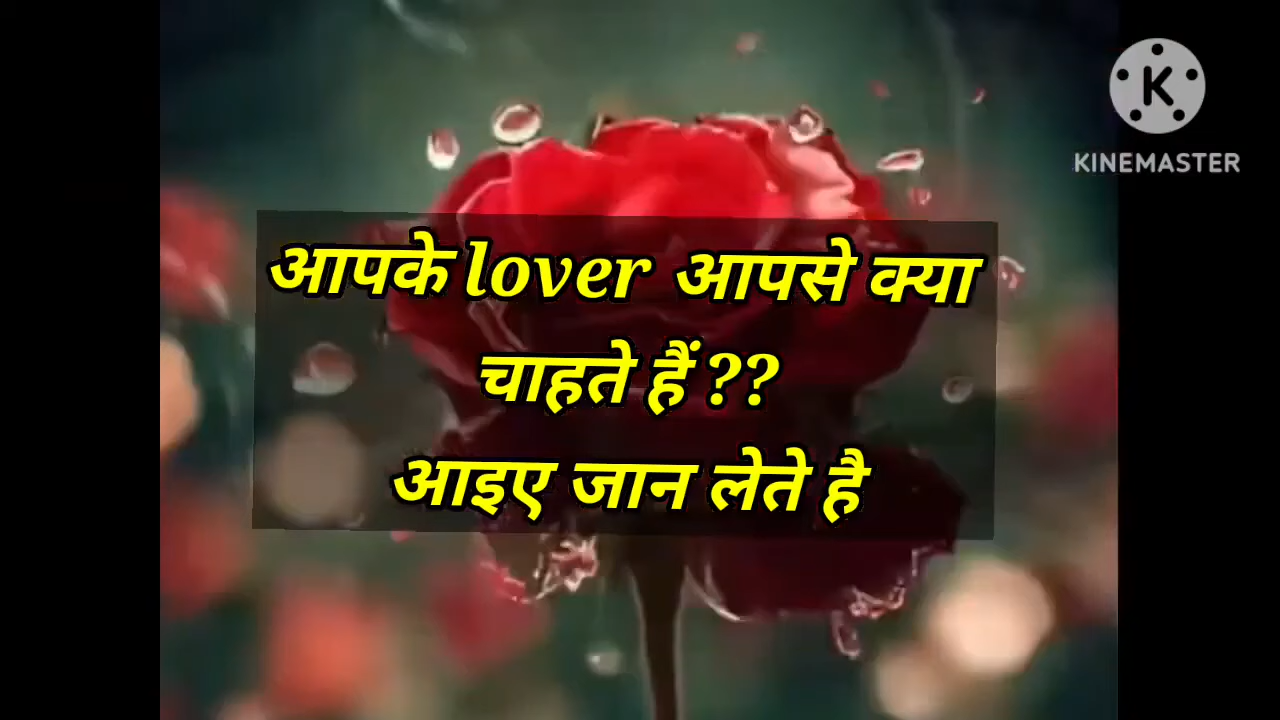 KINEMASTER
आपके lover आपसे क्या
चाहते हैं ??
आइए जान लेते है